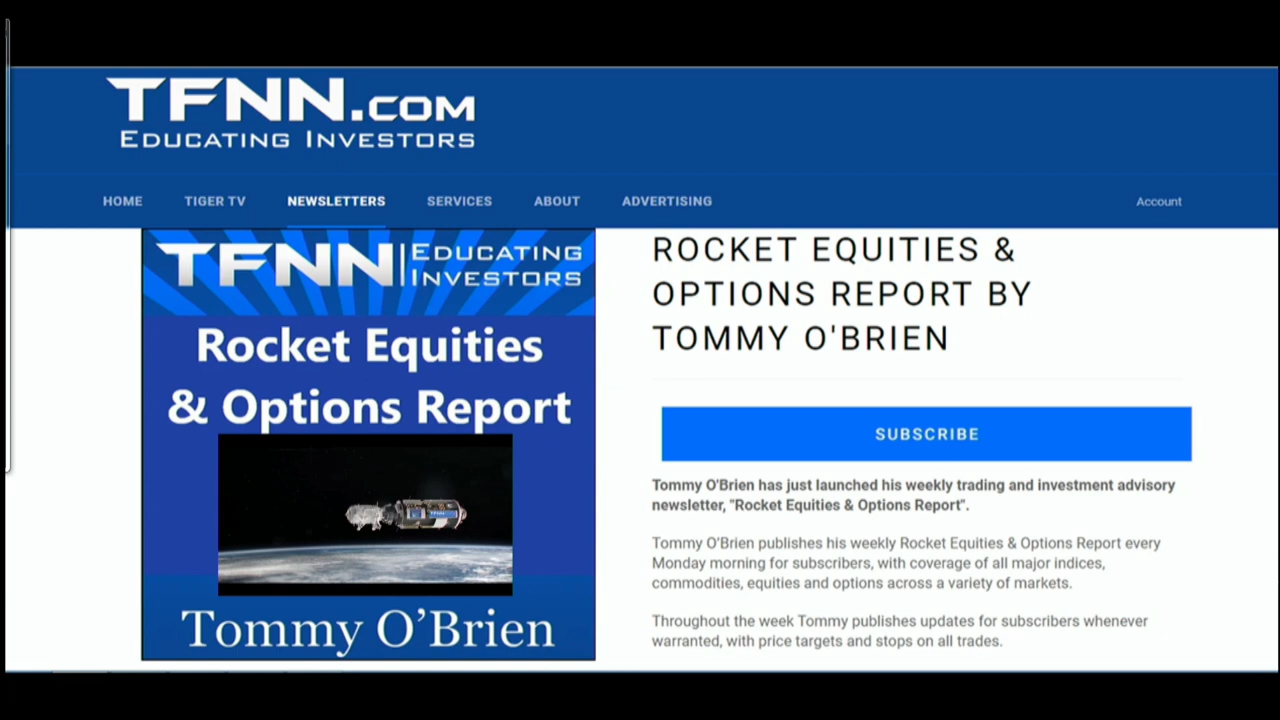 TFNN.COM
EDUCATING INVESTORS
HOME TIGER TV NEWSLETTERS SERVICES ABOUT ADVERTISING Account
TFNN | EDUCATING
INVESTORS
Rocket Equities
& Options Report
TFNN
Tommy O’Brien
ROCKET EQUITIES &
OPTIONS REPORT BY
TOMMY O'BRIEN
SUBSCRIBE
Tommy O'Brien has just launched his weekly trading and investment advisory
newsletter, "Rocket Equities & Options Report".
Tommy O’Brien publishes his weekly Rocket Equities & Options Report every
Monday morning for subscribers, with coverage of all major indices,
commodities, equities and options across a variety of markets.
Throughout the week Tommy publishes updates for subscribers whenever
warranted, with price targets and stops on all trades.